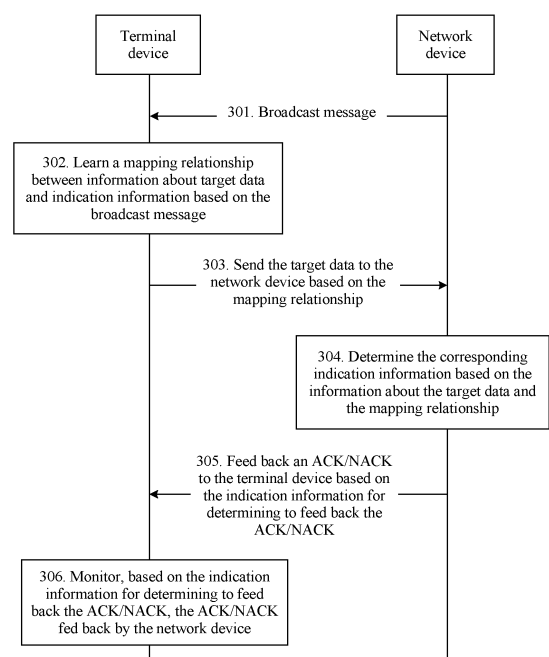 Terminal
device
Network
device
301. Broadcast message
302. Learn a mapping relationship
between information about target data
and indication information based on the
broadcast message
303. Send the target data to the
network device based on the
mapping relationship
304. Determine the corresponding
indication information based on the
information about the target data and
the mapping relationship
305. Feed back an ACK/NACK
to the terminal device based on
the indication information for
determining to feed back the
ACK/NACK
306. Monitor, based on the indication
information for determining to feed
back the ACK/NACK, the ACK/NACK
fed back by the network device